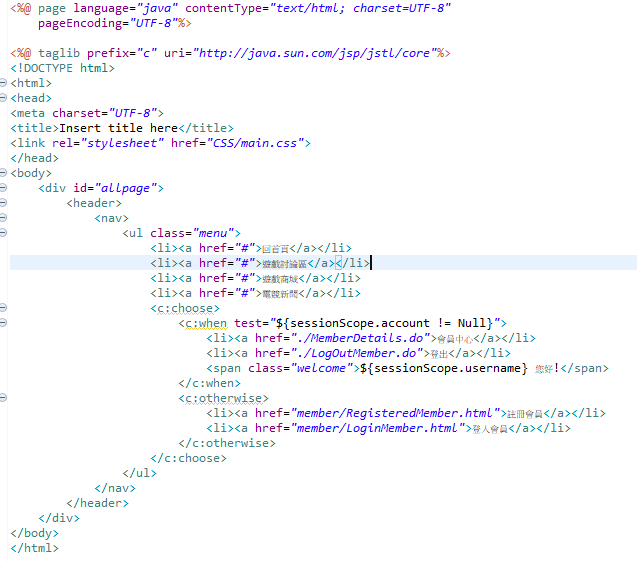 <%@ page language="java" contentType="text/html; charset=UTF-8"
    pageEncoding="UTF-8"%>
<%@ taglib prefix="c" uri="http://java.sun.com/jsp/jstl/core"%>
<!DOCTYPE html>
<html>
<head>
<meta charset="UTF-8">
<title>Insert title here</title>
<link rel="stylesheet" href="CSS/main.css">
</head>
<body>
    <div id="allpage">
        <header>
            <nav>
                <ul class="menu">
                    <li><a href="#">回首頁</a></li>
                    <li><a href="#">遊戲討論區</a></li>
                    <li><a href="#">遊戲商城</a></li>
                    <li><a href="#">電競新聞</a></li>
                    <c:choose>
                        <c:when test="${sessionScope.account != Null}">
                            <li><a href="./MemberDetails.do">會員中心</a></li>
                            <li><a href="./LogOutMember.do">登出</a></li>
                            <span class="welcome">${sessionScope.username} 您好!</span>
                        </c:when>
                        <c:otherwise>
                            <li><a href="member/RegisteredMember.html">註冊會員</a></li>
                            <li><a href="member/LoginMember.html">登入會員</a></li>
                        </c:otherwise>
                    </c:choose>
                </ul>
            </nav>
        </header>
    </div>
</body>
</html>